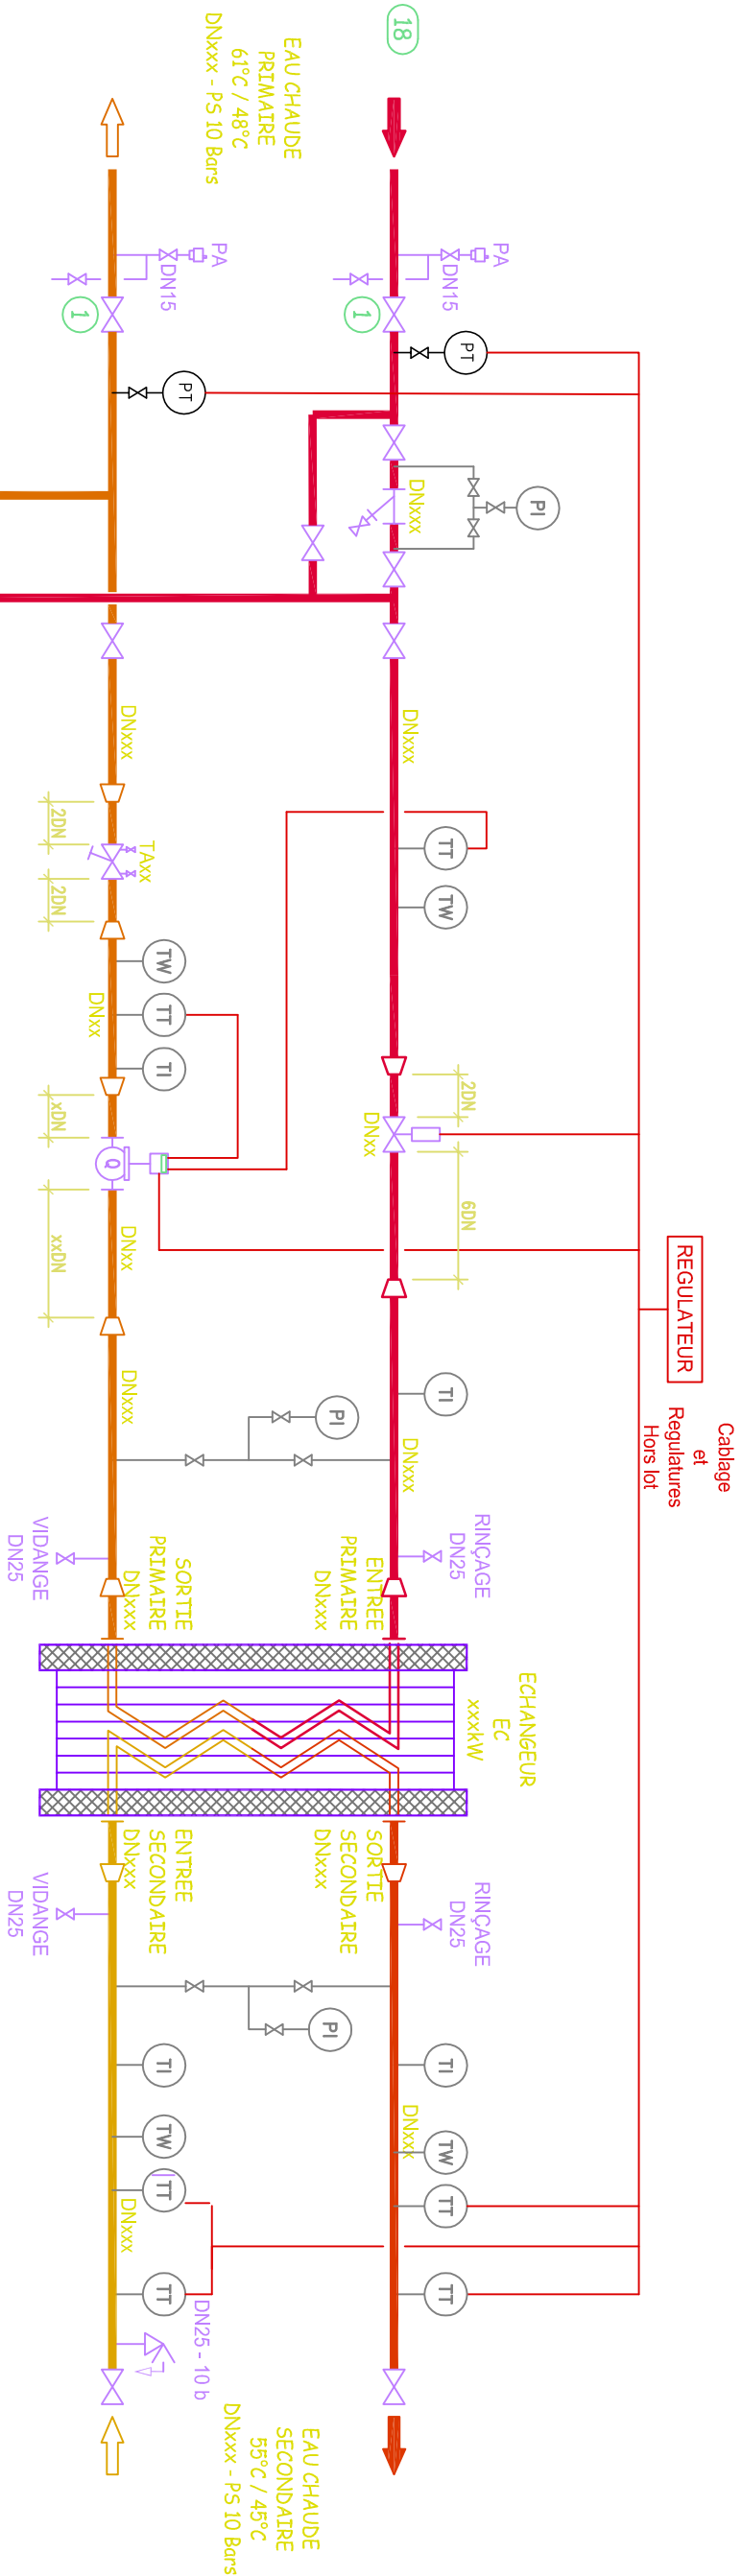 18
EAU CHAUDE
PRIMAIRE
61°C / 48°C
DNxxx - PS 10 Bars
PA
DN15
1
PT
PA
DN15
1
PT
DNxxx
PI
DNxxx
TT
TW
DNxxx
2DN
TAxx
2DN
TW
TT
TI
DNxx
2DN
DNxx
6DN
xDN
Q
DNxx
xxDN
REGULATEUR
Cablage
et
Regulatures
Hors lot
TI
DNxxx
PI
DNxxx
RINÇAGE
DN25
ENTREE
PRIMAIRE
DNxxx
SORTIE
PRIMAIRE
DNxxx
VIDANGE
DN25
ECHANGEUR
EC
xxxkW
RINÇAGE
DN25
SORTIE
SECONDAIRE
DNxxx
ENTREE
SECONDAIRE
DNxxx
VIDANGE
DN25
PI
TI
DNxxx
TW
TT
TT
TI
TW
TT
DNxxx
TT
DN25 - 10 b
EAU CHAUDE
SECONDAIRE
55°C / 45°C
DNxxx - PS 10 Bars